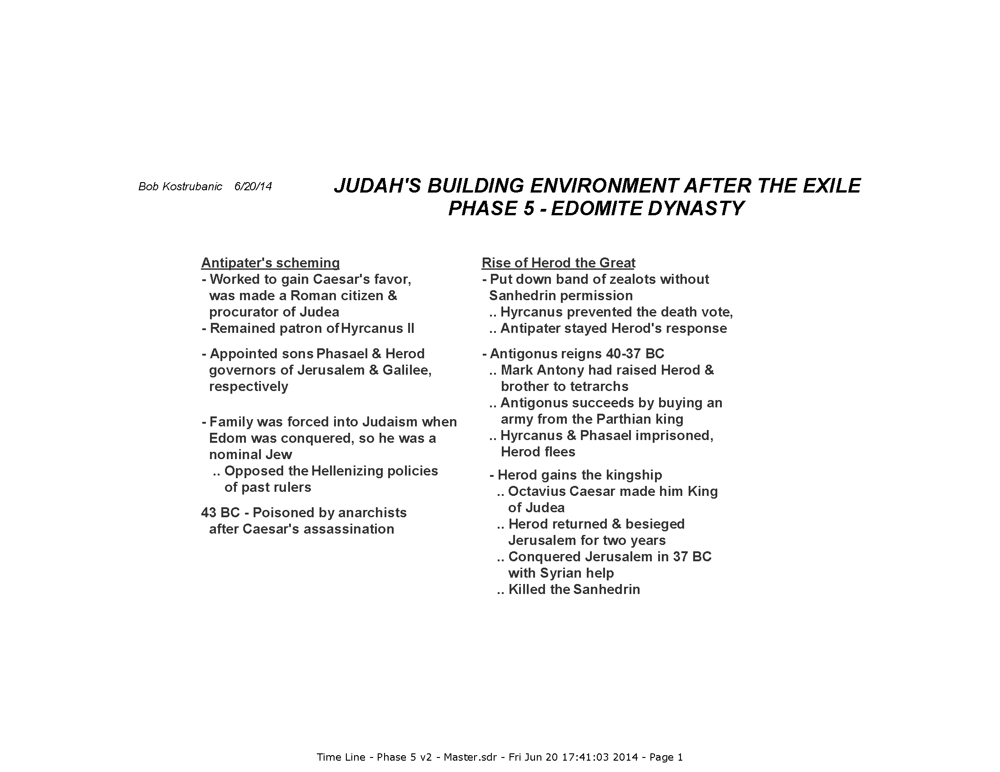 Bob Kostrubanic 6/20/14
JUDAH'S BUILDING ENVIRONMENT AFTER THE EXILE
PHASE 5 - EDOMITE DYNASTY
Antipater's scheming
- Worked to gain Caesar's favor,
was made a Roman citizen &
procurator of Judea
- Remained patron of Hyrcanus II
- Appointed sons Phasael & Herod
governors of Jerusalem & Galilee,
respectively
- Family was forced into Judaism when
Edom was conquered, so he was a
nominal Jew
.. Opposed the Hellenizing policies
of past rulers
43 BC - Poisoned by anarchists
after Caesar's assassination
Rise of Herod the Great
- Put down band of zealots without
Sanhedrin permission
.. Hyrcanus prevented the death vote,
.. Antipater stayed Herod's response
- Antigonus reigns 40-37 BC
.. Mark Antony had raised Herod &
brother to tetrarchs
.. Antigonus succeeds by buying an
army from the Parthian king
.. Hyrcanus & Phasael imprisoned,
Herod flees
- Herod gains the kingship
.. Octavius Caesar made him King
of Judea
.. Herod returned & besieged
Jerusalem for two years
.. Conquered Jerusalem in 37 BC
with Syrian help
.. Killed the Sanhedrin
Time Line - Phase 5 v2 - Master.sdr - Fri Jun 20 17:41:03 2014 - Page 1